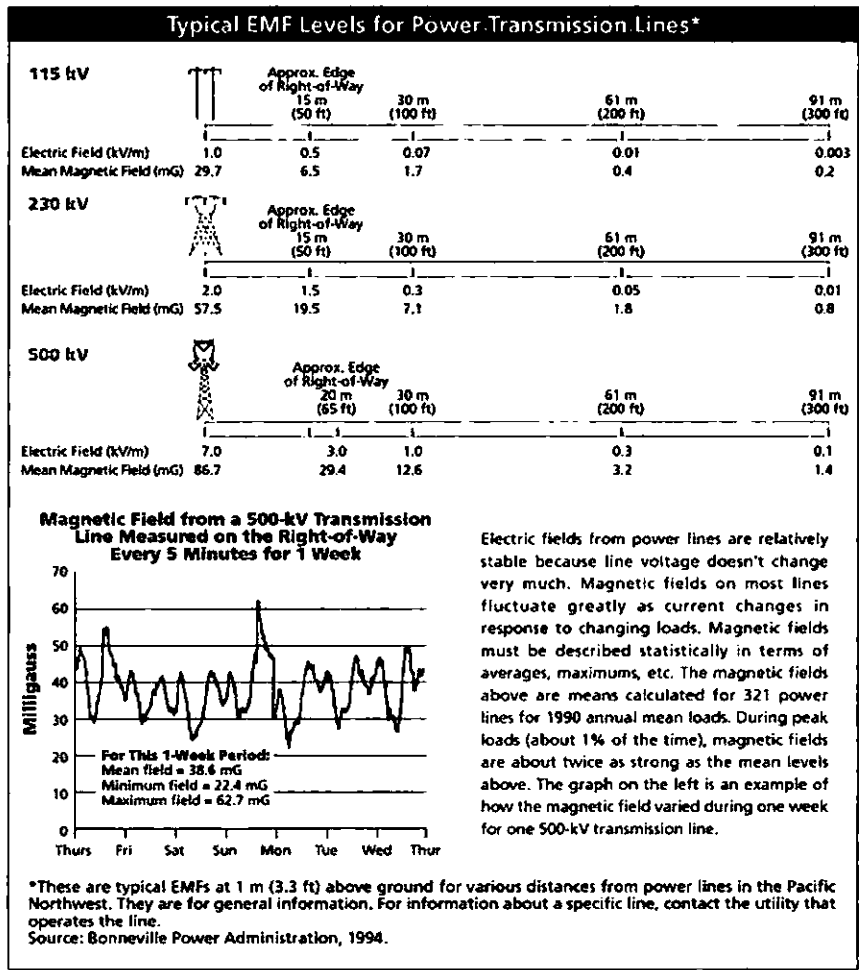 Typical EMF Levels for Power Transmission Lines*
115 kV
Approx. Edge
of Right-of-Way
15 m 30 m 61 m 91 m
(50 ft) (100 ft) (200 ft) (300 ft)
Electric Field (kV/m) 1.0 0.5 0.07 0.01 0.003
Mean Magnetic Field (mG) 29.7 6.5 1.7 0.4 0.2
230 kV
Approx. Edge
of Right-of-Way
15 m 30 m 61 m 91 m
(50 ft) (100 ft) (200 ft) (300 ft)
Electric Field (kV/m) 2.0 1.5 0.3 0.05 0.01
Mean Magnetic Field (mG) 57.5 19.5 7.1 1.8 0.8
500 kV
Approx. Edge
of Right-of-Way
20 m 30 m 61 m 91 m
(65 ft) (100 ft) (200 ft) (300 ft)
Electric Field (kV/m) 7.0 3.0 1.0 0.3 0.1
Mean Magnetic Field (mG) 86.7 29.4 12.6 3.2 1.4
Magnetic Field from a 500-kV Transmission
Line Measured on the Right-of-Way
Every 5 Minutes for 1 Week
70
60
50
40
30
20
10
0
Milligauss
For This 1-Week Period:
Mean field = 38.6 mG
Minimum field = 22.4 mG
Maximum field = 62.7 mG
Thurs Fri Sat Sun Mon Tue Wed Thur
Electric fields from power lines are relatively
stable because line voltage doesn't change
very much. Magnetic fields on most lines
fluctuate greatly as current changes in
response to changing loads. Magnetic fields
must be described statistically in terms of
averages, maximums, etc. The magnetic fields
above are means calculated for 321 power
lines for 1990 annual mean loads. During peak
loads (about 1% of the time), magnetic fields
are about twice as strong as the mean levels
above. The graph on the left is an example of
how the magnetic field varied during one week
for one 500-kV transmission line.
*These are typical EMFs at 1 m (3.3 ft) above ground for various distances from power lines in the Pacific
Northwest. They are for general information. For information about a specific line, contact the utility that
operates the line.
Source: Bonneville Power Administration, 1994.